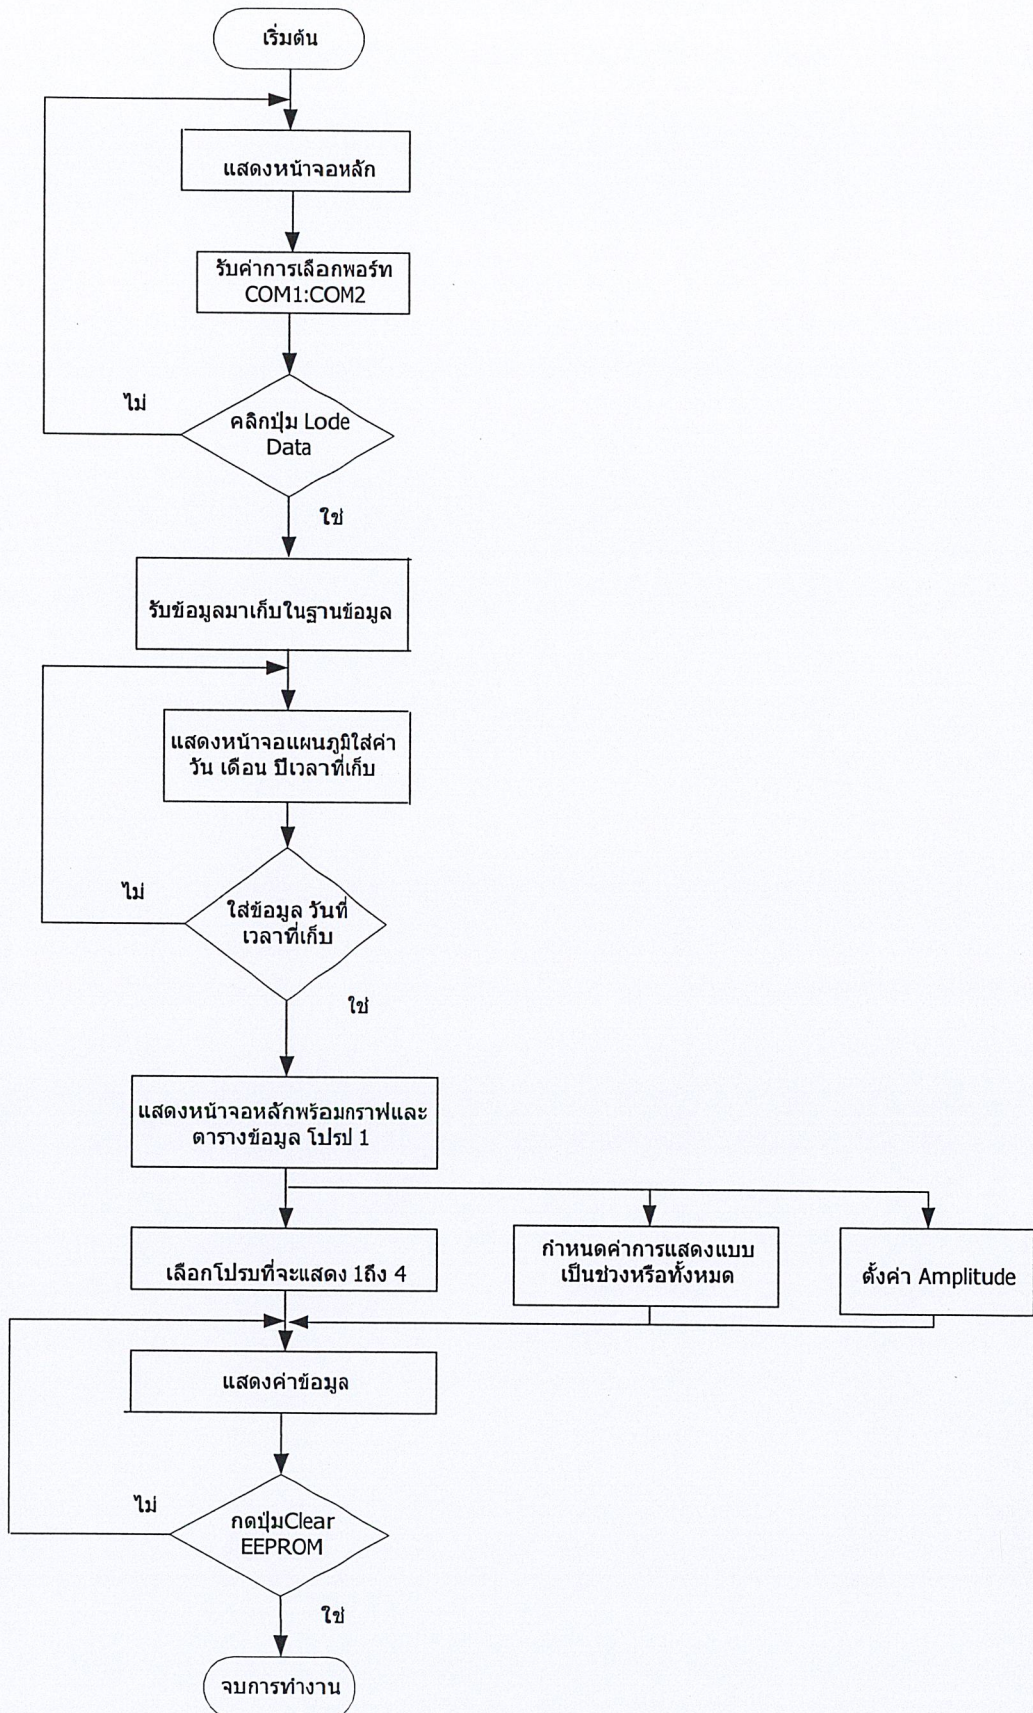 เริ่มต้น
แสดงหน้าจอหลัก
รับค่าการเลือกพอร์ท
COM1:COM2
ไม่
คลิกปุ่ม Lode
Data
ใช่
รับข้อมูลมาเก็บในฐานข้อมูล
แสดงหน้าจอแผนภูมิใส่ค่า
วัน เดือน ปีเวลาที่เก็บ
ไม่
ใส่ข้อมูล วันที่
เวลาที่เก็บ
ใช่
แสดงหน้าจอหลักพร้อมกราฟและ
ตารางข้อมูล โปรป 1
เลือกโปรบที่จะแสดง 1ถึง 4
กำหนดค่าการแสดงแบบ
เป็นช่วงหรือทั้งหมด
ตั้งค่า Amplitude
แสดงค่าข้อมูล
ไม่
กดปุ่มClear
EEPROM
ใช่
จบการทำงาน